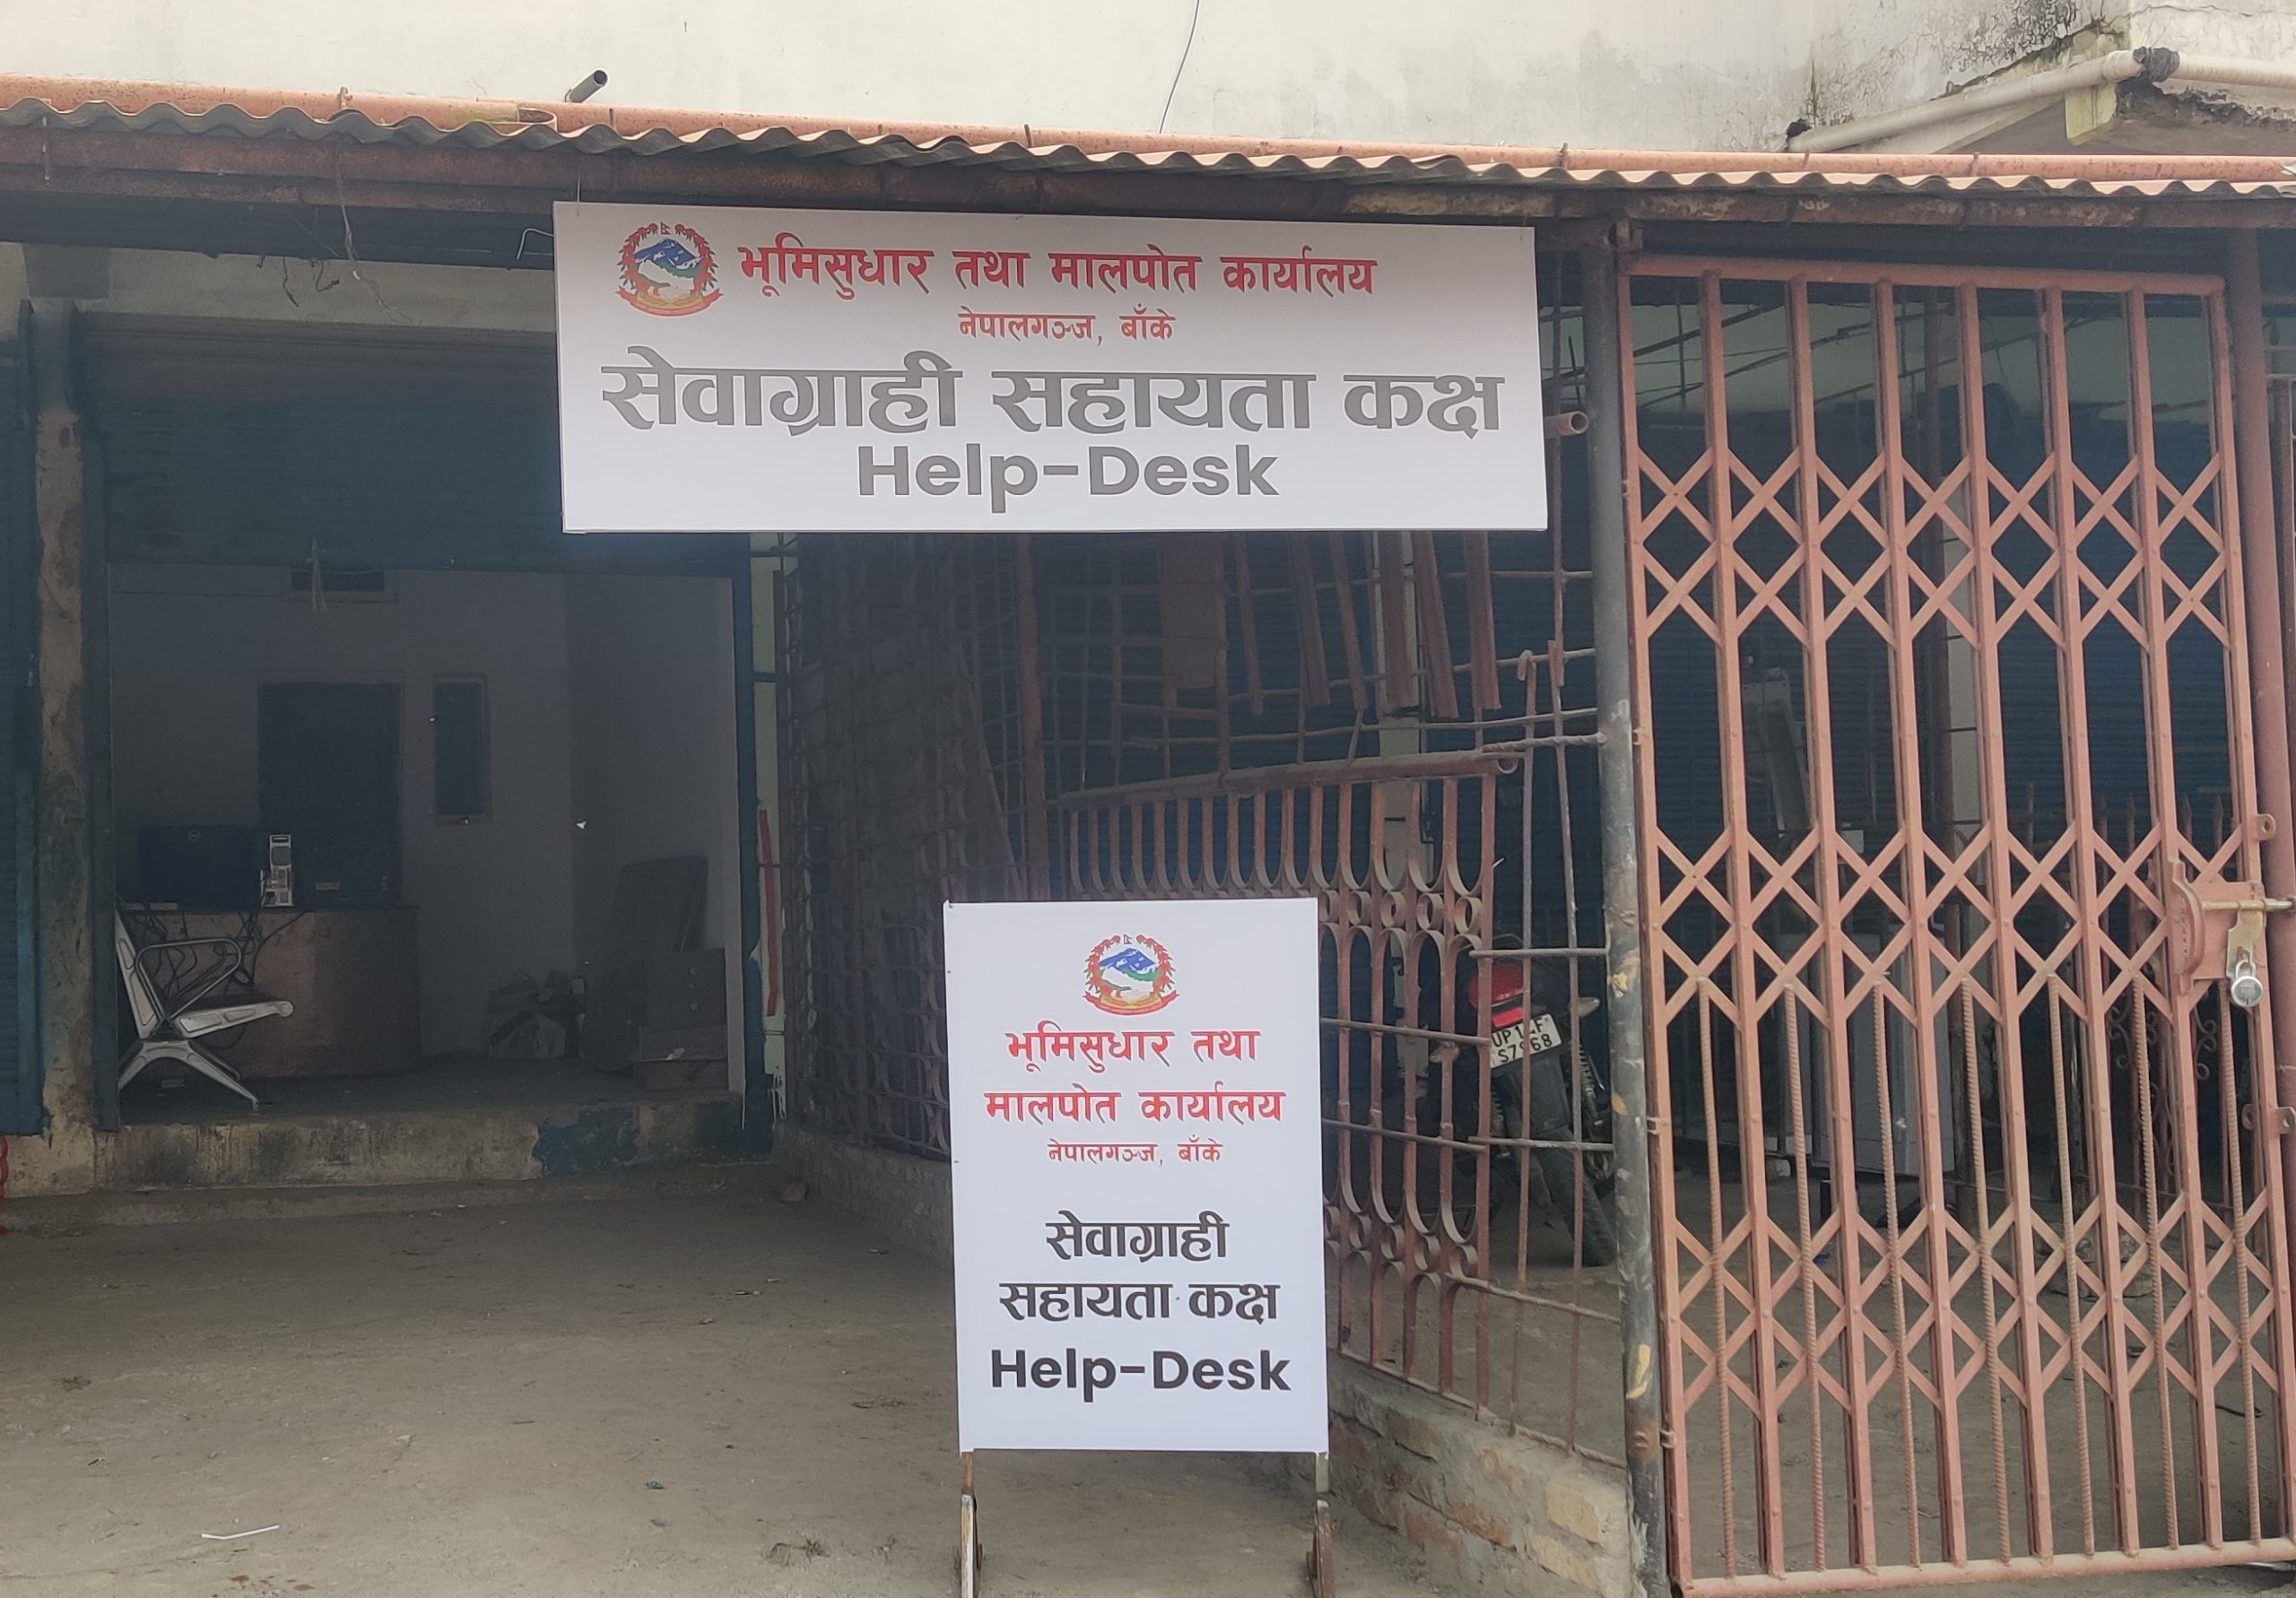 भूमिसुधार तथा मालपोत कार्यालय
नेपालगञ्ज, बाँके
सेवाग्राही सहायता कक्ष
Help-Desk
भूमिसुधार तथा
मालपोत कार्यालय
नेपालगञ्ज, बाँके
सेवाग्राही
सहायता कक्ष
Help-Desk